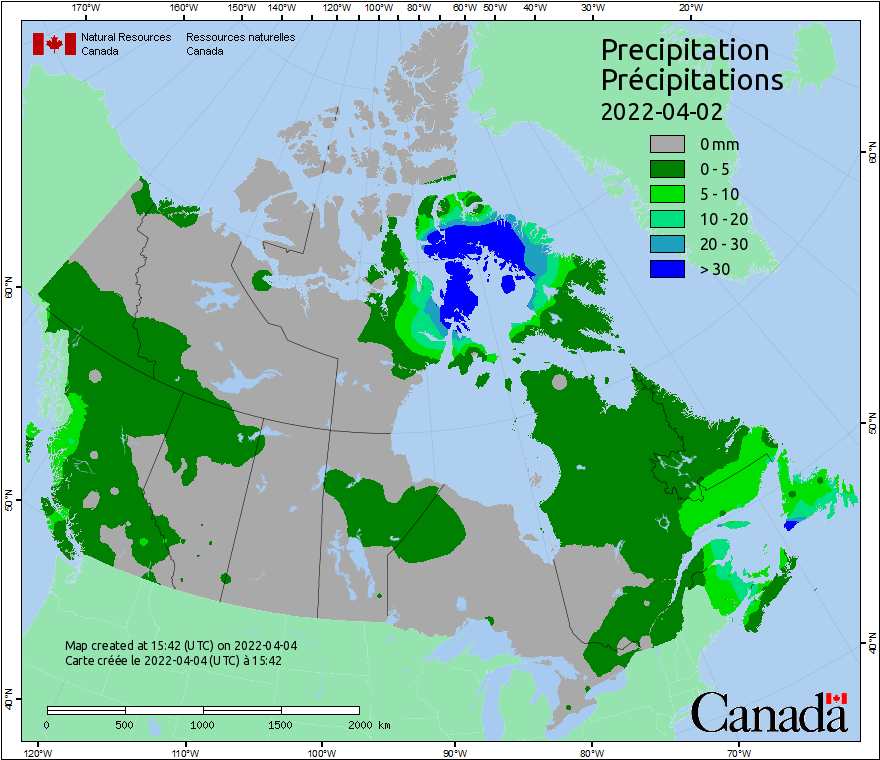 170°W 160°W 150°W 140°W 130°W 120°W 110°W 100°W 90°W 80°W 60°W 50°W 40°W 30°W 20°W
Natural Resources Ressources naturelles
Canada Canada
Precipitation
Précipitations
2022-04-02
0 mm
0 - 5
5 - 10
10 - 20
20 - 30
> 30
60°N
60°N
50°N
50°N
40°N
40°N
Map created at 15:42 (UTC) on 2022-04-04
Carte créée le 2022-04-04 (UTC) à 15:42
0 500 1000 1500 2000 km
Canada
120°W 110°W 100°W 90°W 80°W 70°W